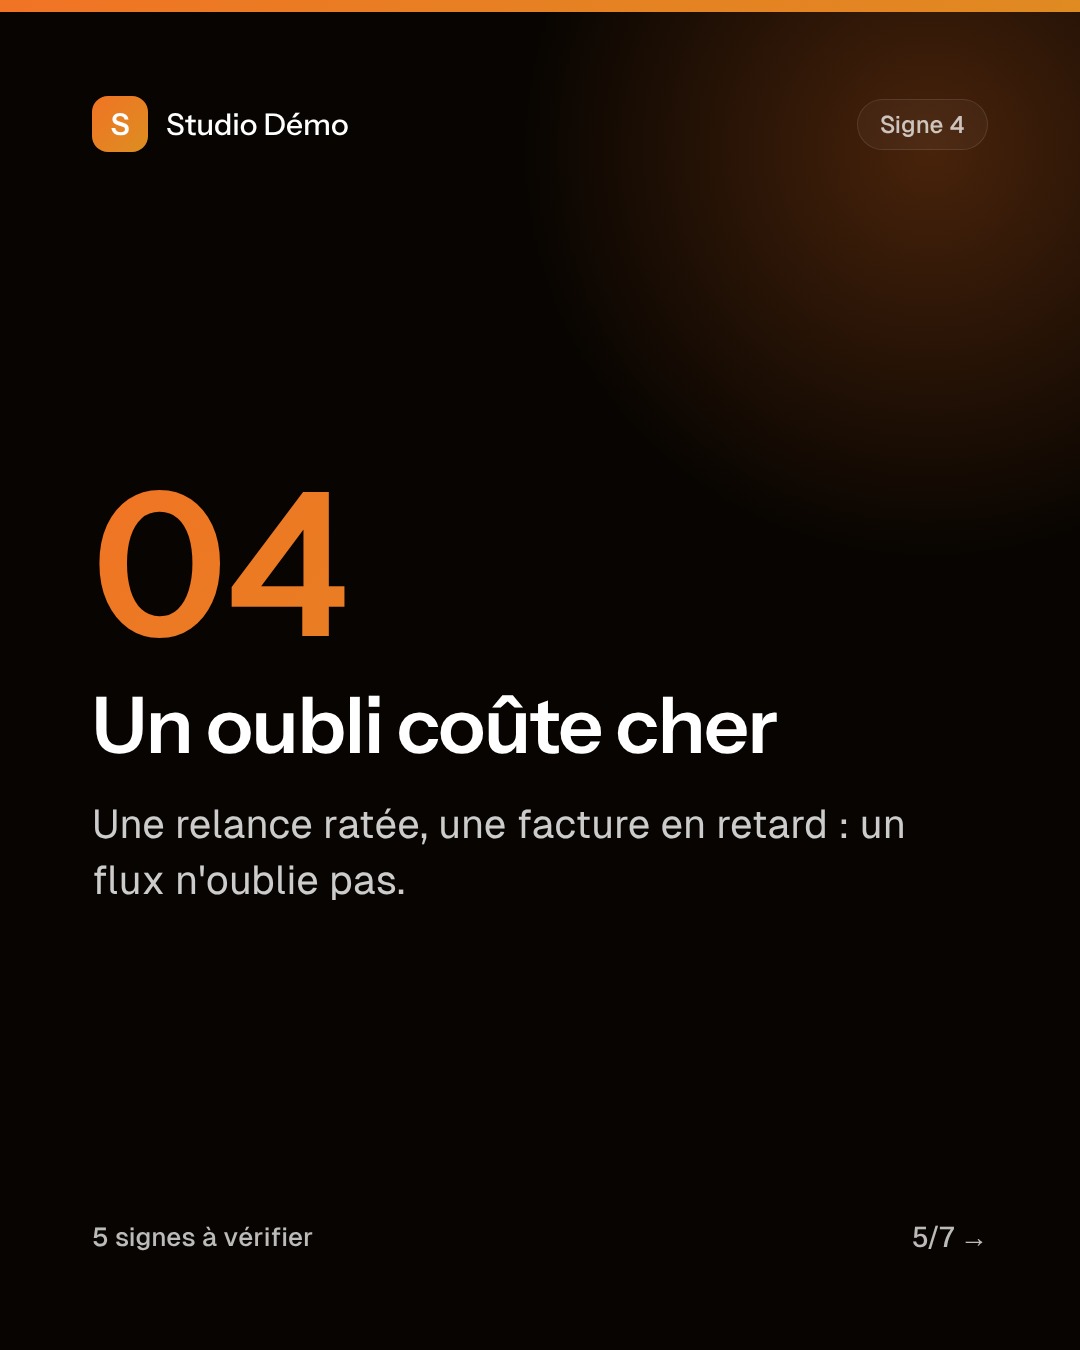 S Studio Démo
Signe 4
04
Un oubli coûte cher
Une relance ratée, une facture en retard : un
flux n'oublie pas.
5 signes à vérifier
5/7 →